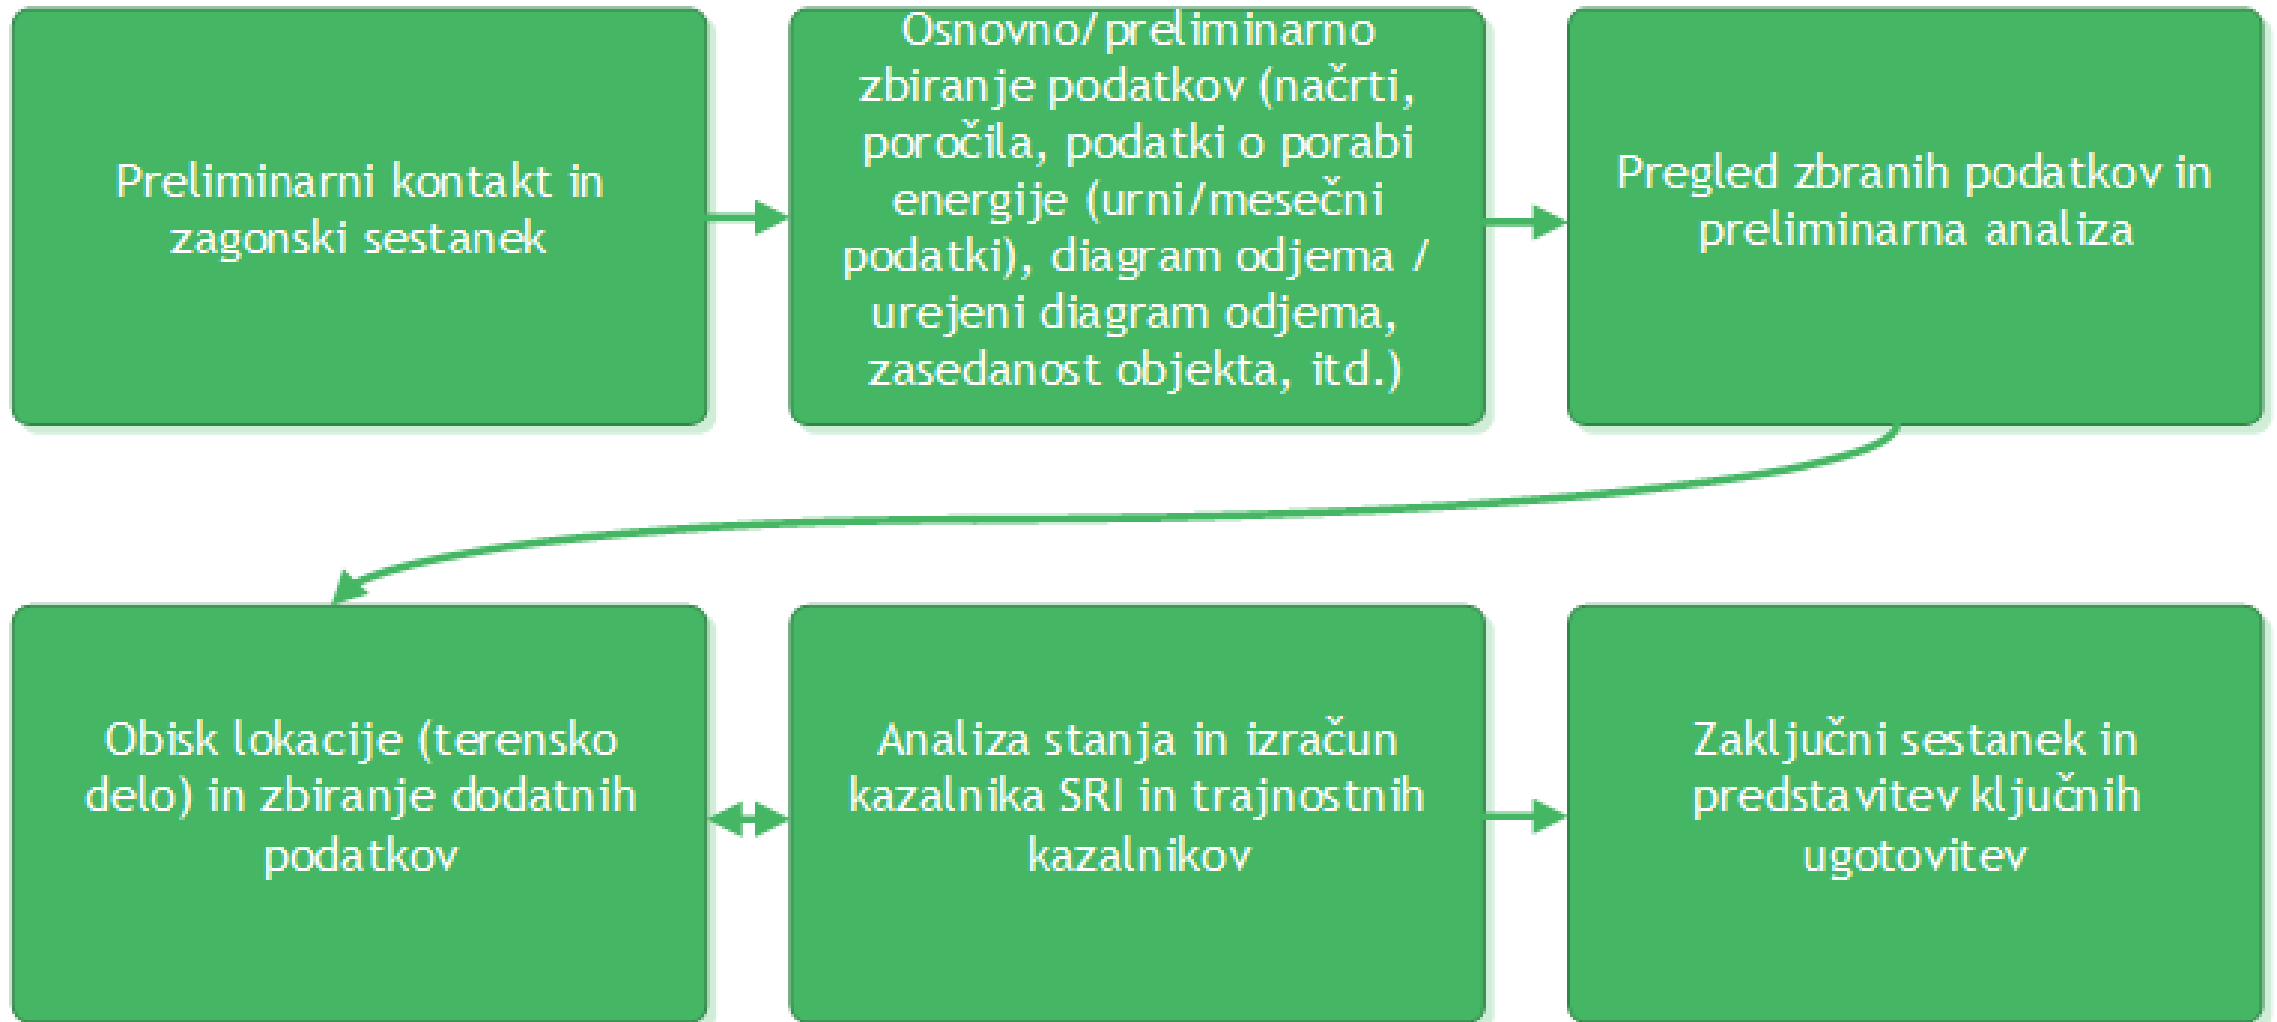 Preliminarni kontakt in
zagonski sestanek
Osnovno/preliminarno
zbiranje podatkov (načrti,
poročila, podatki o porabi
energije (urni/mesečni
podatki), diagram odjema /
urejeni diagram odjema,
zasedanost objekta, itd.)
Pregled zbranih podatkov in
preliminarna analiza
Obisk lokacije (terensko
delo) in zbiranje dodatnih
podatkov
Analiza stanja in izračun
kazalnika SRI in trajnostnih
kazalnikov
Zaključni sestanek in
predstavitev ključnih
ugotovitev